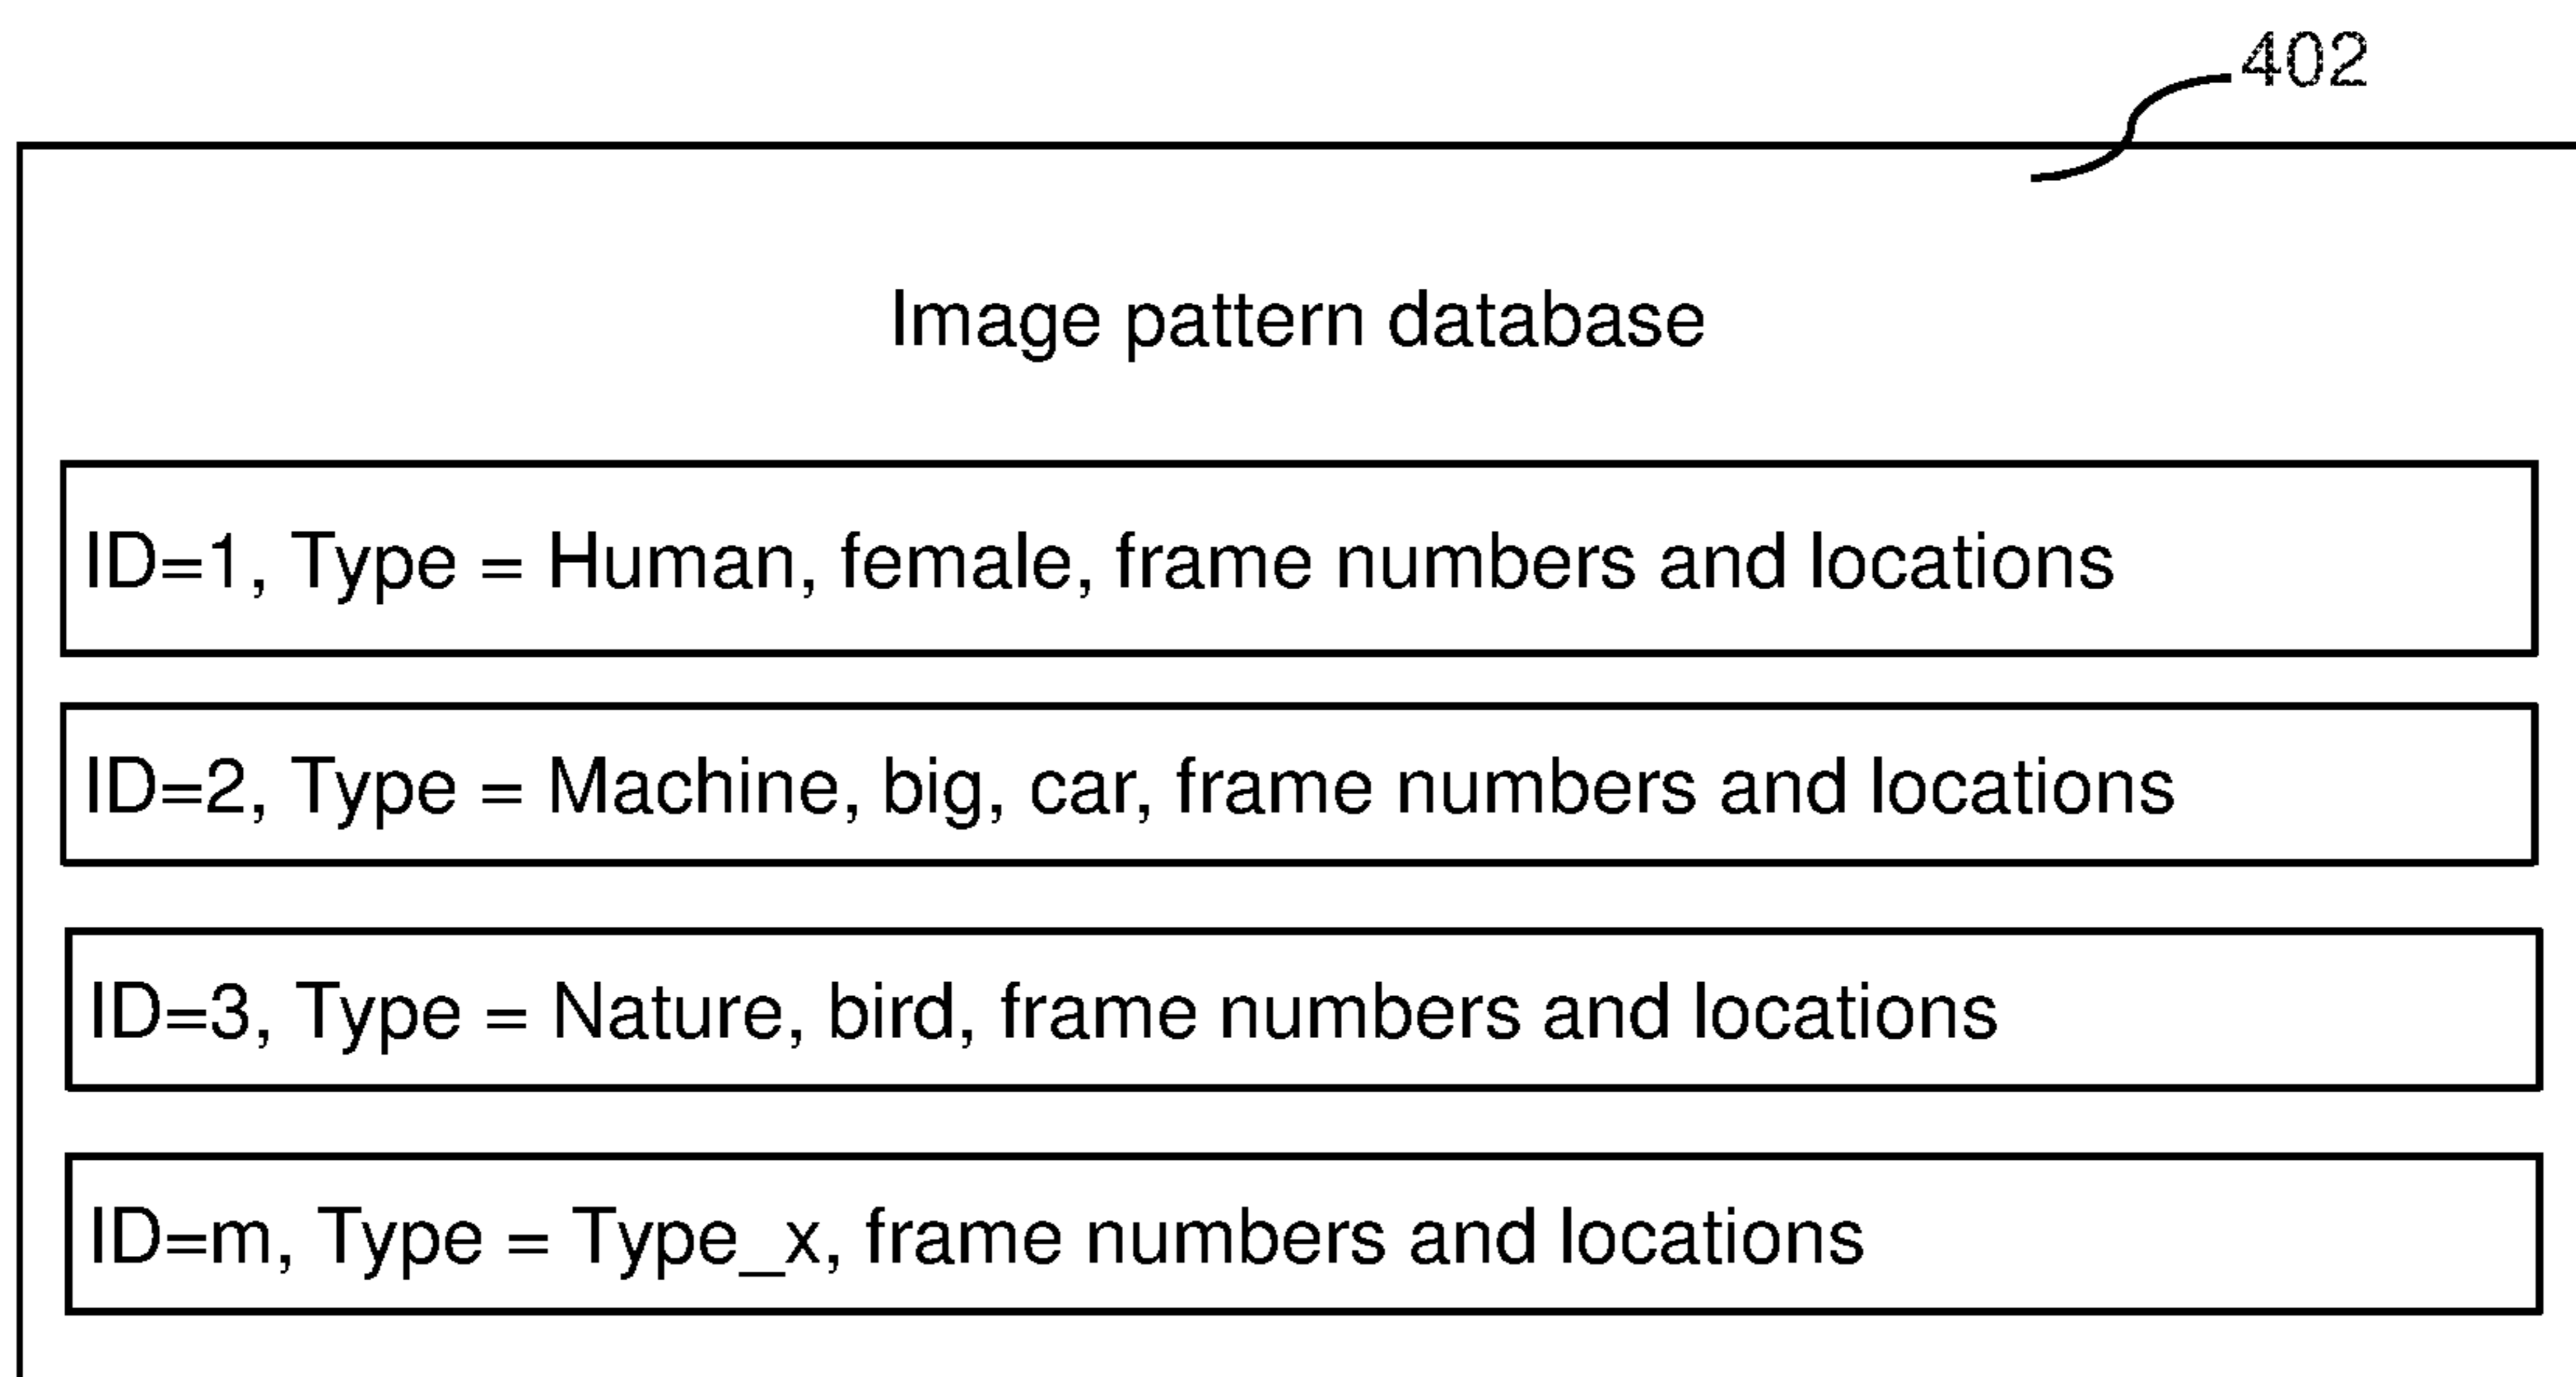 402
Image pattern database
ID=1, Type = Human, female, frame numbers and locations
ID=2, Type = Machine, big, car, frame numbers and locations
ID=3, Type = Nature, bird, frame numbers and locations
ID=m, Type = Type_x, frame numbers and locations